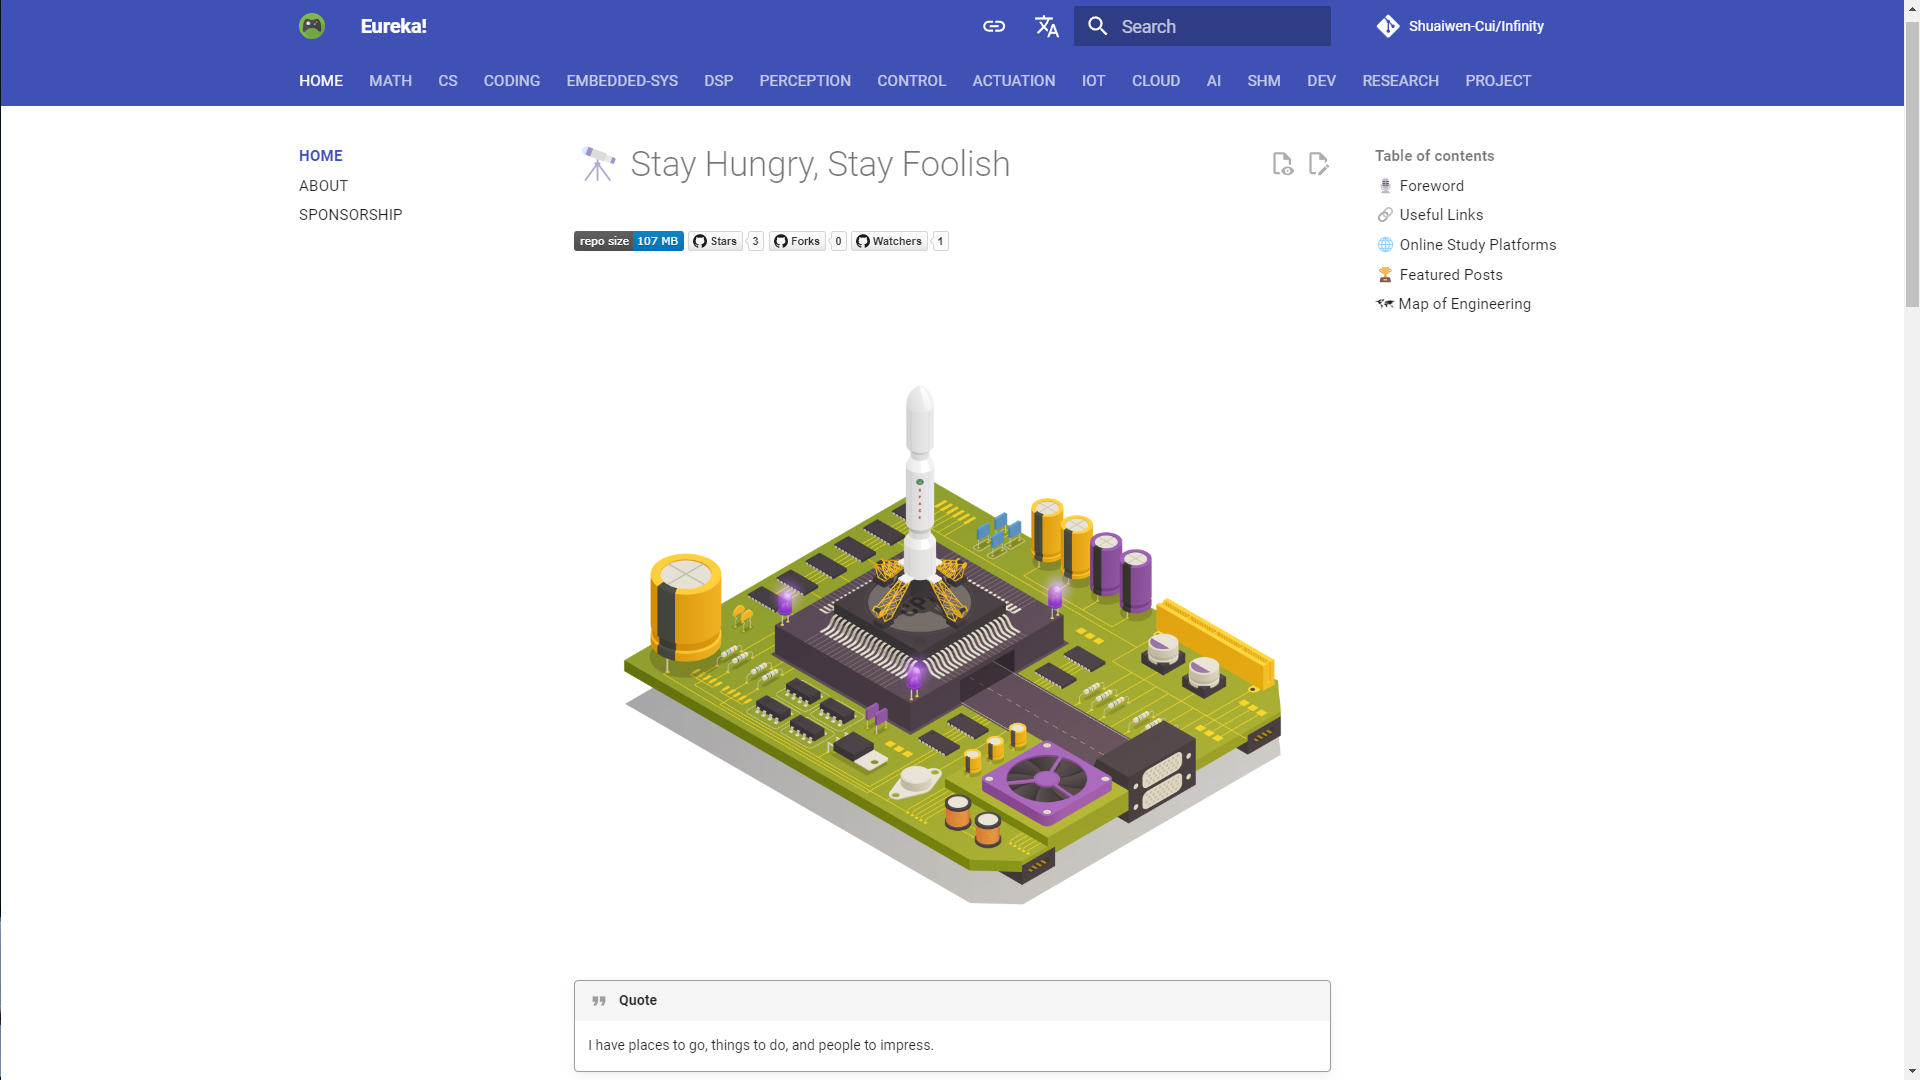 Eureka!
Search
Shuaiwen-Cui/Infinity
HOME MATH CS CODING EMBEDDED-SYS DSP PERCEPTION CONTROL ACTUATION IOT CLOUD AI SHM DEV RESEARCH PROJECT
HOME
ABOUT
SPONSORSHIP
Stay Hungry, Stay Foolish
repo size 107 MB Stars 3 Forks 0 Watchers 1
SPACE
Quote
I have places to go, things to do, and people to impress.
Table of contents
Foreword
Useful Links
Online Study Platforms
Featured Posts
Map of Engineering